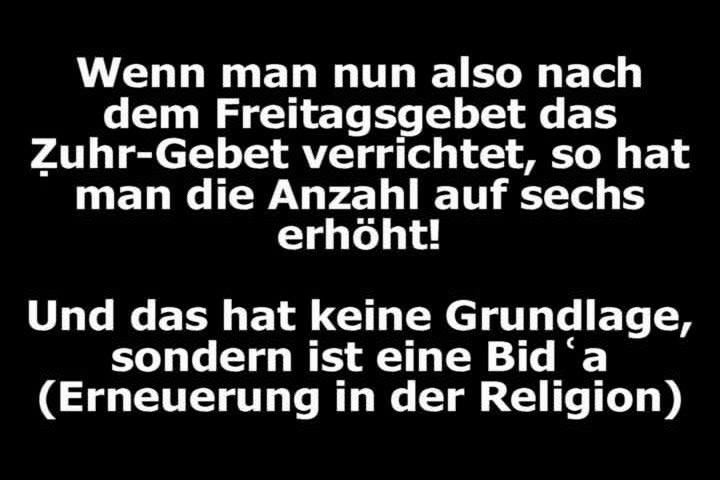 Wenn man nun also nach
dem Freitagsgebet das
Ẓuhr-Gebet verrichtet, so hat
man die Anzahl auf sechs
erhöht!
Und das hat keine Grundlage,
sondern ist eine Bidʿa
(Erneuerung in der Religion)